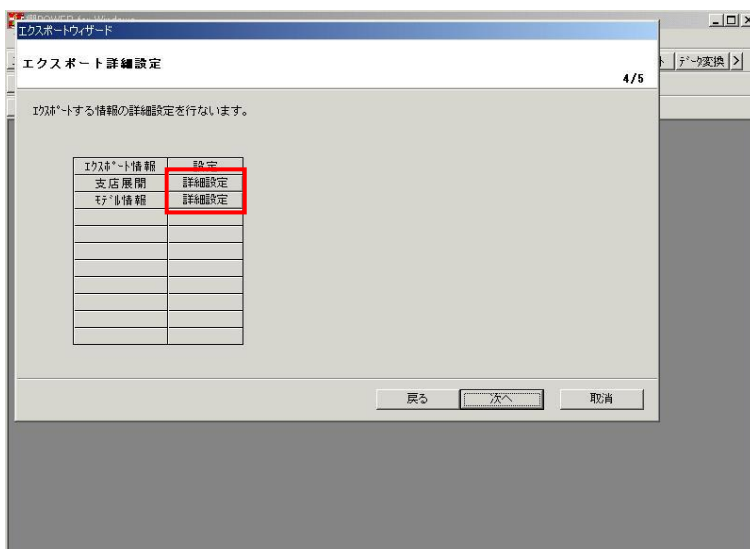 POWER for Windows
エクスポートウィザード
エクスポート詳細設定
データ変換
4/5
エクスポートする情報の詳細設定を行ないます。
エクスポート情報 設定
支店展開 詳細設定
モデル情報 詳細設定
戻る 次へ 取消